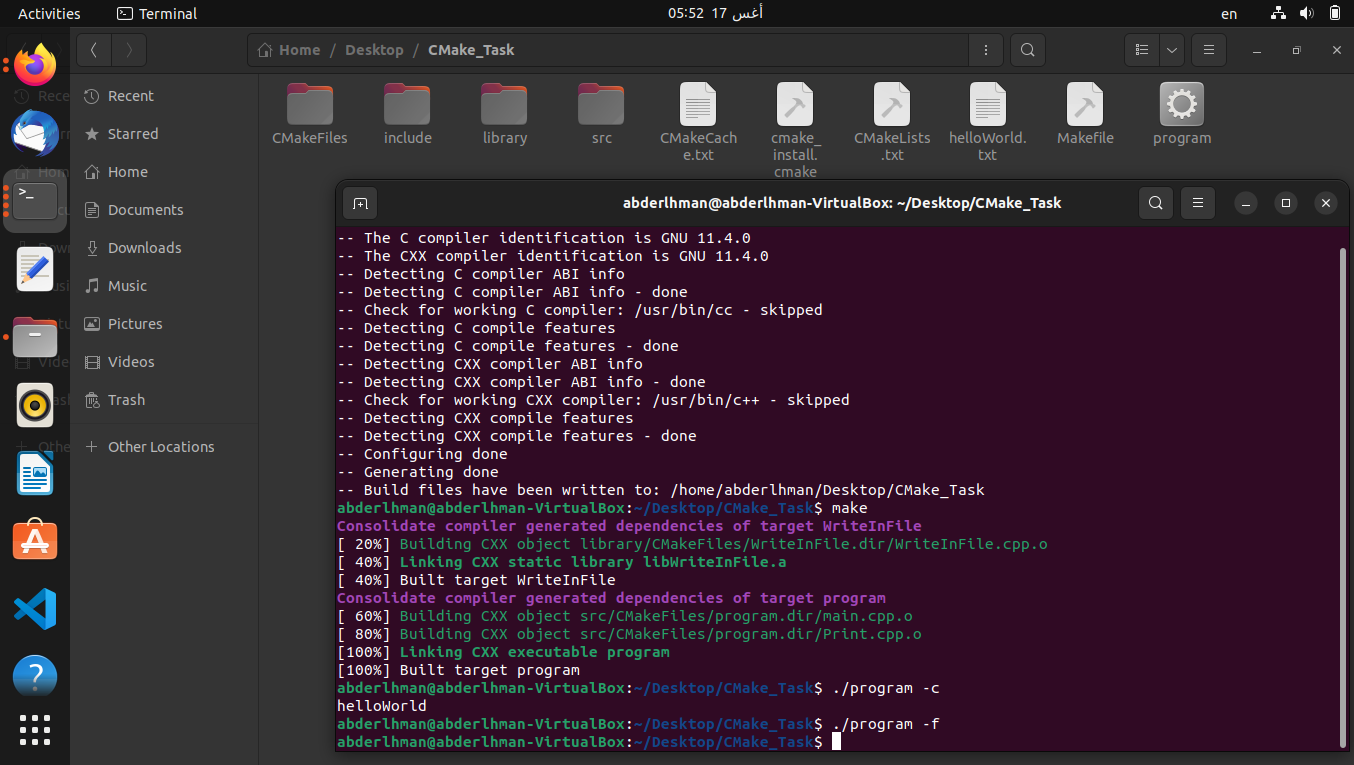 Activities
Terminal
05:52 17 أغس
en
Home / Desktop / CMake_Task
Recent
Starred
Home
Documents
Downloads
Music
Pictures
Videos
Trash
Other Locations
CMakeFiles
include
library
src
CMakeCach
e.txt
cmake_
install.
cmake
CMakeLists
.txt
helloWorld.
txt
Makefile
program
abderlhman@abderlhman-VirtualBox: ~/Desktop/CMake_Task
-- The C compiler identification is GNU 11.4.0
-- The CXX compiler identification is GNU 11.4.0
-- Detecting C compiler ABI info
-- Detecting C compiler ABI info - done
-- Check for working C compiler: /usr/bin/cc - skipped
-- Detecting C compile features
-- Detecting C compile features - done
-- Detecting CXX compiler ABI info
-- Detecting CXX compiler ABI info - done
-- Check for working CXX compiler: /usr/bin/c++ - skipped
-- Detecting CXX compile features
-- Detecting CXX compile features - done
-- Configuring done
-- Generating done
-- Build files have been written to: /home/abderlhman/Desktop/CMake_Task
abderlhman@abderlhman-VirtualBox:~/Desktop/CMake_Task$ make
Consolidate compiler generated dependencies of target WriteInFile
[ 20%] Building CXX object library/CMakeFiles/WriteInFile.dir/WriteInFile.cpp.o
[ 40%] Linking CXX static library libWriteInFile.a
[ 40%] Built target WriteInFile
Consolidate compiler generated dependencies of target program
[ 60%] Building CXX object src/CMakeFiles/program.dir/main.cpp.o
[ 80%] Building CXX object src/CMakeFiles/program.dir/Print.cpp.o
[100%] Linking CXX executable program
[100%] Built target program
abderlhman@abderlhman-VirtualBox:~/Desktop/CMake_Task$ ./program -c
helloWorld
abderlhman@abderlhman-VirtualBox:~/Desktop/CMake_Task$ ./program -f
abderlhman@abderlhman-VirtualBox:~/Desktop/CMake_Task$